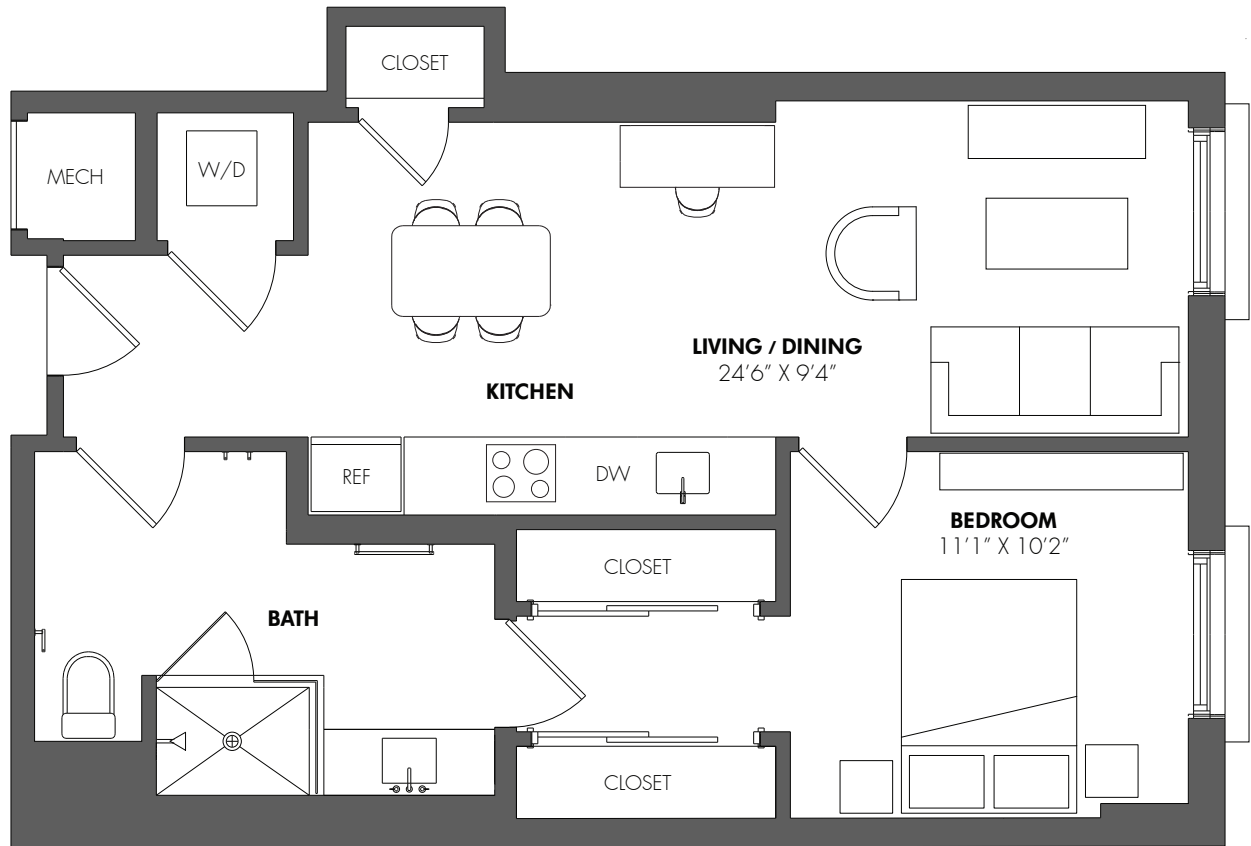 CLOSET
MECH
W/D
LIVING / DINING
24'6” X 9'4”
KITCHEN
REF
DW
BEDROOM
11'1” X 10'2”
CLOSET
BATH
CLOSET